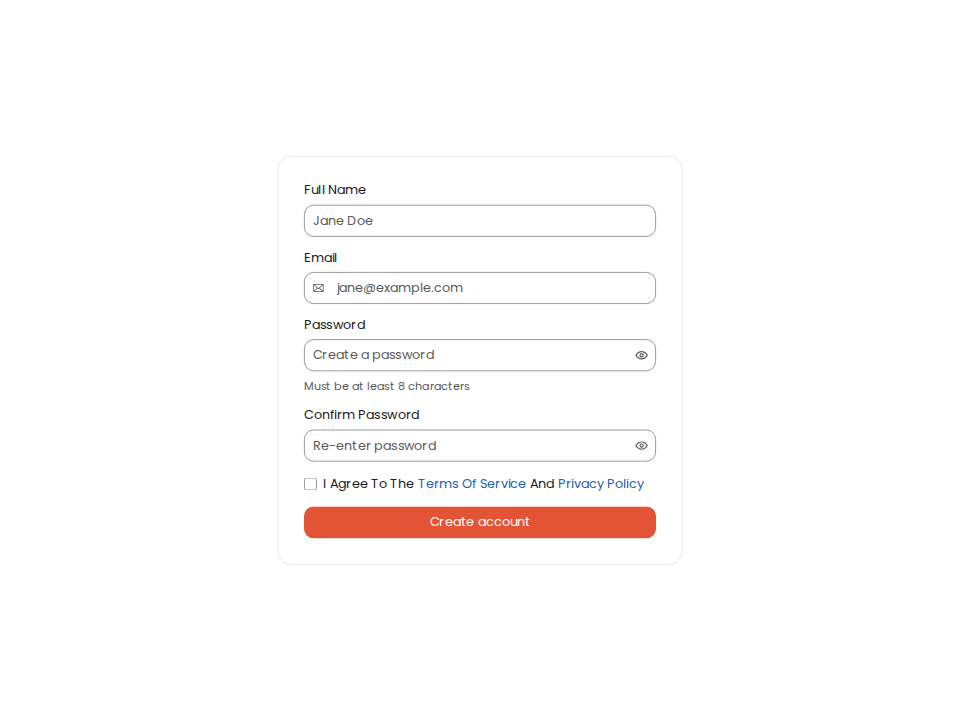 Full Name
Jane Doe
Email
jane@example.com
Password
Create a password
Must be at least 8 characters
Confirm Password
Re-enter password
I Agree To The Terms Of Service And Privacy Policy
Create account